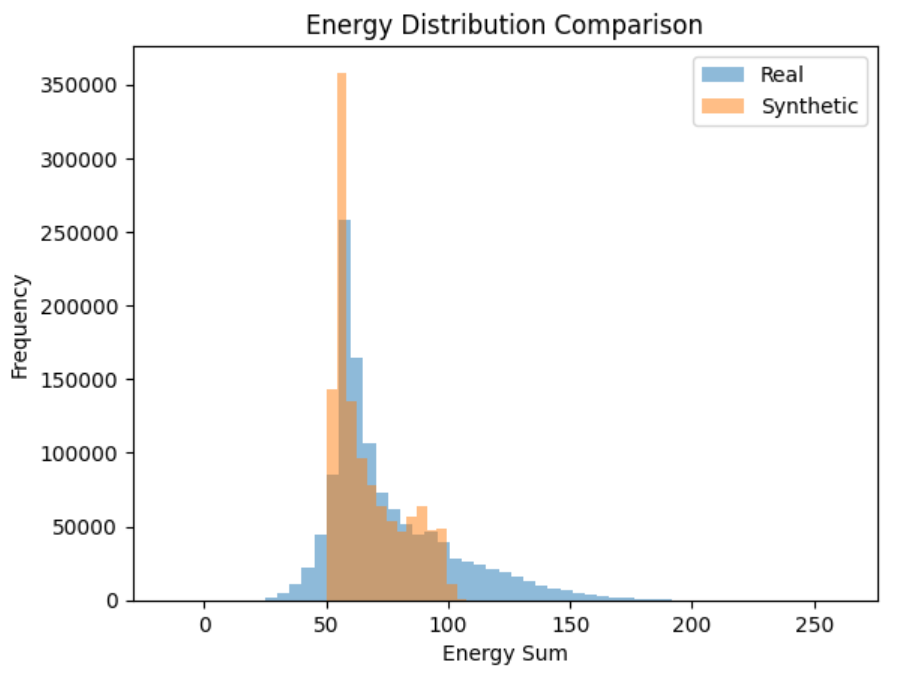 Energy Distribution Comparison
Real
Synthetic
350000
300000
250000
200000
150000
100000
50000
0
Frequency
0 50 100 150 200 250
Energy Sum